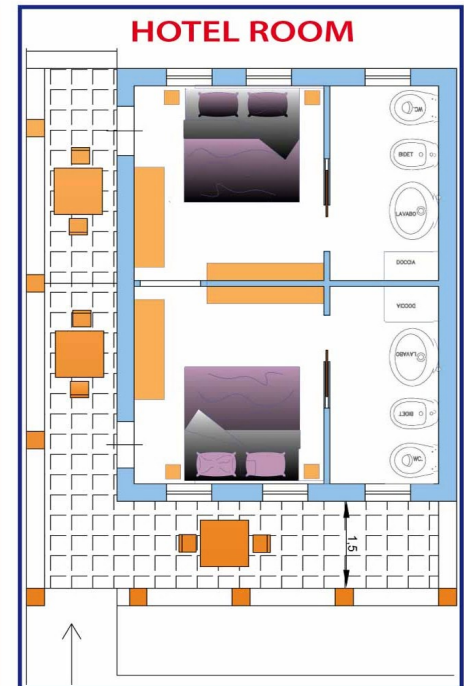 HOTEL ROOM
WC.
BIDET
LAVABO
DOCCIA
DOCCIA
LAVABO
BIDET
WC.
1.5